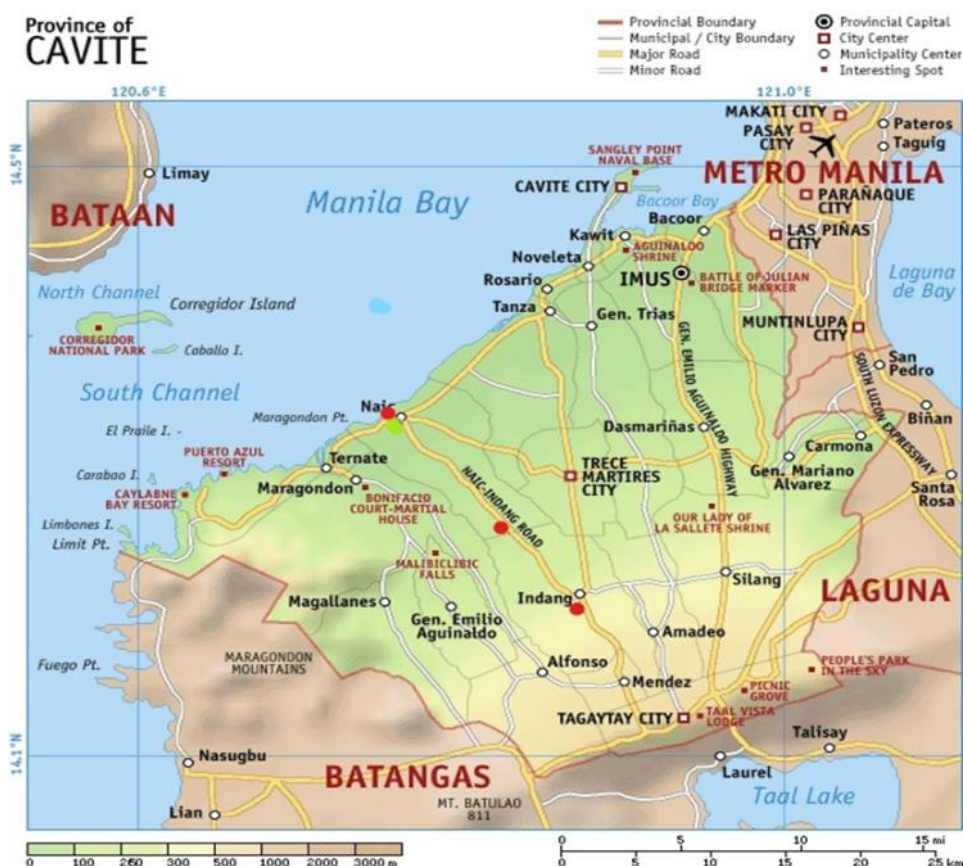 Province of
CAVITE
Provincial Boundary
Municipal / City Boundary
Major Road
Minor Road
Provincial Capital
City Center
Municipality Center
Interesting Spot
120.6°E
121.0°E
14.5°N
14.1°N
MAKATI CITY
PASAY
CITY
Pateros
Taguig
SANGLEY POINT
NAVAL BASE
METRO MANILA
Limay
CAVITE CITY
PARAÑAQUE
CITY
BATAAN
Manila Bay
Bacoor Bay
Bacoor
LAS PIÑAS
CITY
Kawit
AGUINALDO
SHRINE
Noveleta
IMUS
BATTLE OF JULIAN
BRIDGE MARKER
Laguna
de Bay
North Channel
Corregidor Island
Rosario
Tanza
Gen. Trias
MUNTINLUPA
CITY
CORREGIDOR
NATIONAL PARK
Caballo I.
GEN. EMILIO AGUINALDO HIGHWAY
SOUTH LUZON EXPRESSWAY
San
Pedro
South Channel
Naic
Maragondon Pt.
Biñan
El Praile I.
Dasmariñas
Carmona
PUERTO AZUL
RESORT
Ternate
TRECE
MARTIRES
CITY
Gen. Mariano
Alvarez
Carabao I.
Maragondon
NAIC-INDANG ROAD
Santa
Rosa
CAYLABNE
BAY RESORT
BONIFACIO
COURT-MARTIAL
HOUSE
OUR LADY OF
LA SALLETE SHRINE
Limbones I.
Limit Pt.
MALIBICLIBIC
FALLS
Silang
LAGUNA
Magallanes
Gen. Emilio
Aguinaldo
Indang
Amadeo
Fuego Pt.
MARAGONDON
MOUNTAINS
Alfonso
Mendez
PEOPLE'S PARK
IN THE SKY
PICNIC
GROVE
TAGAYTAY CITY
TAAL VISTA
LODGE
Talisay
Nasugbu
BATANGAS
Laurel
Lian
MT. BATULAO
811
Taal Lake
0 100 260 300 500 1000 2000 3000 m
0 5 10 15 mi
0 5 10 15 20 25 km